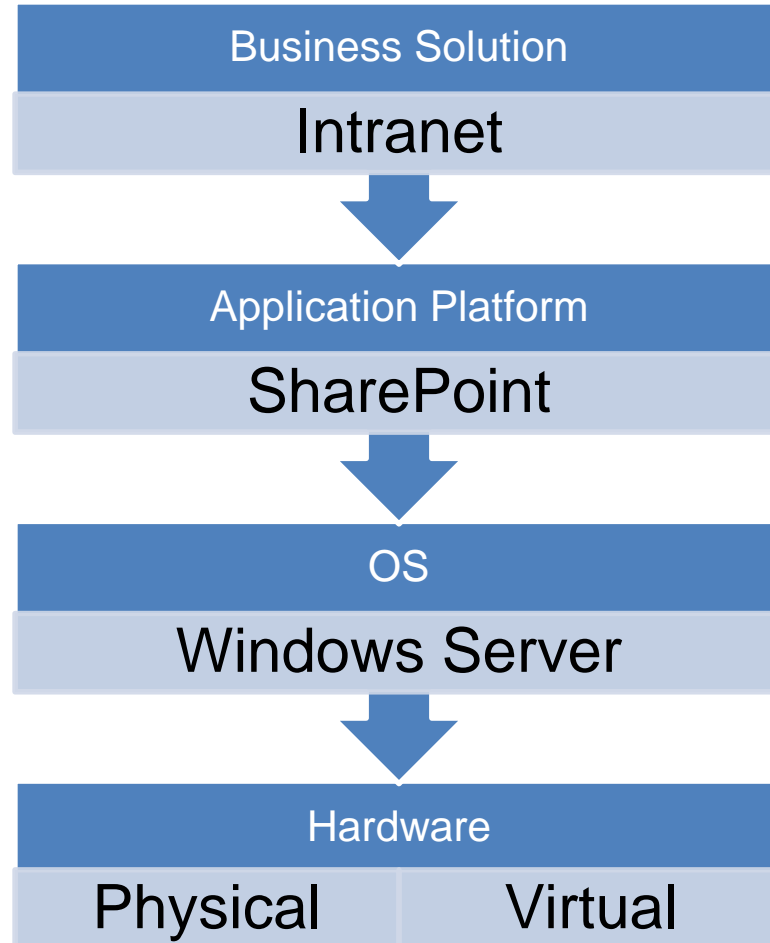 Business Solution
Intranet
Application Platform
SharePoint
OS
Windows Server
Hardware
Physical Virtual